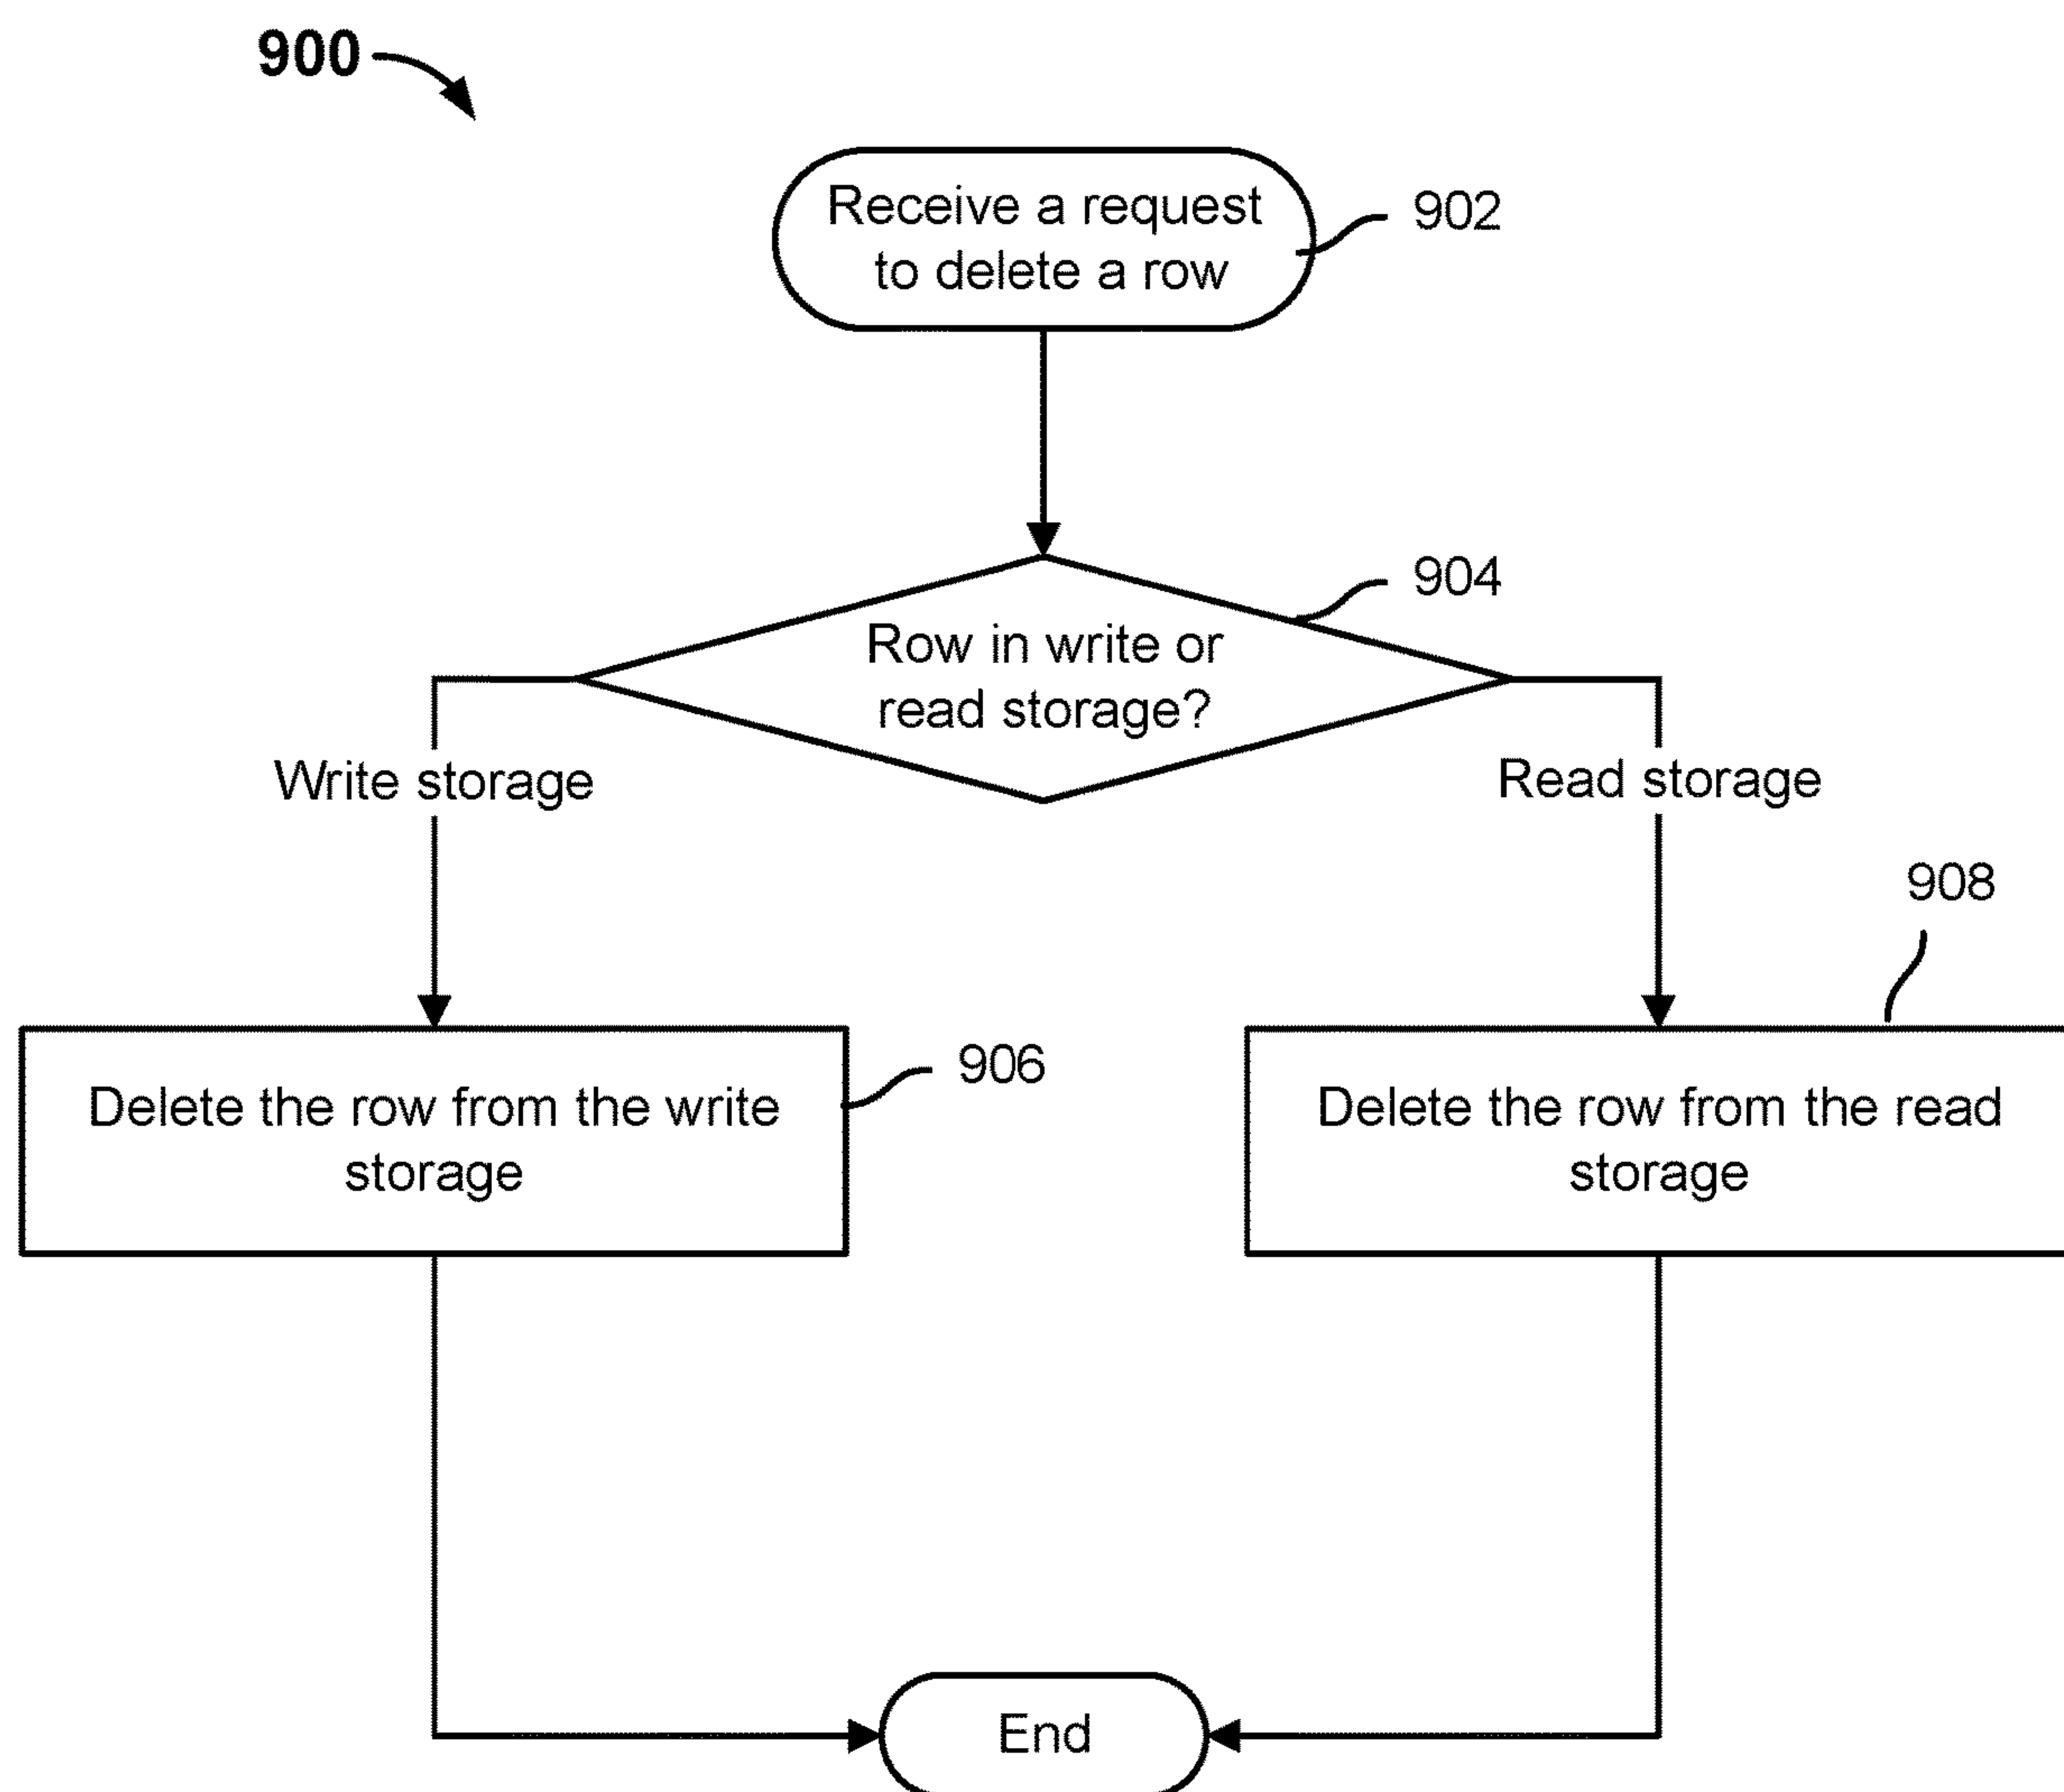 900
Receive a request
to delete a row
902
904
Row in write or
read storage?
Write storage
Read storage
908
906
Delete the row from the write
storage
Delete the row from the read
storage
End